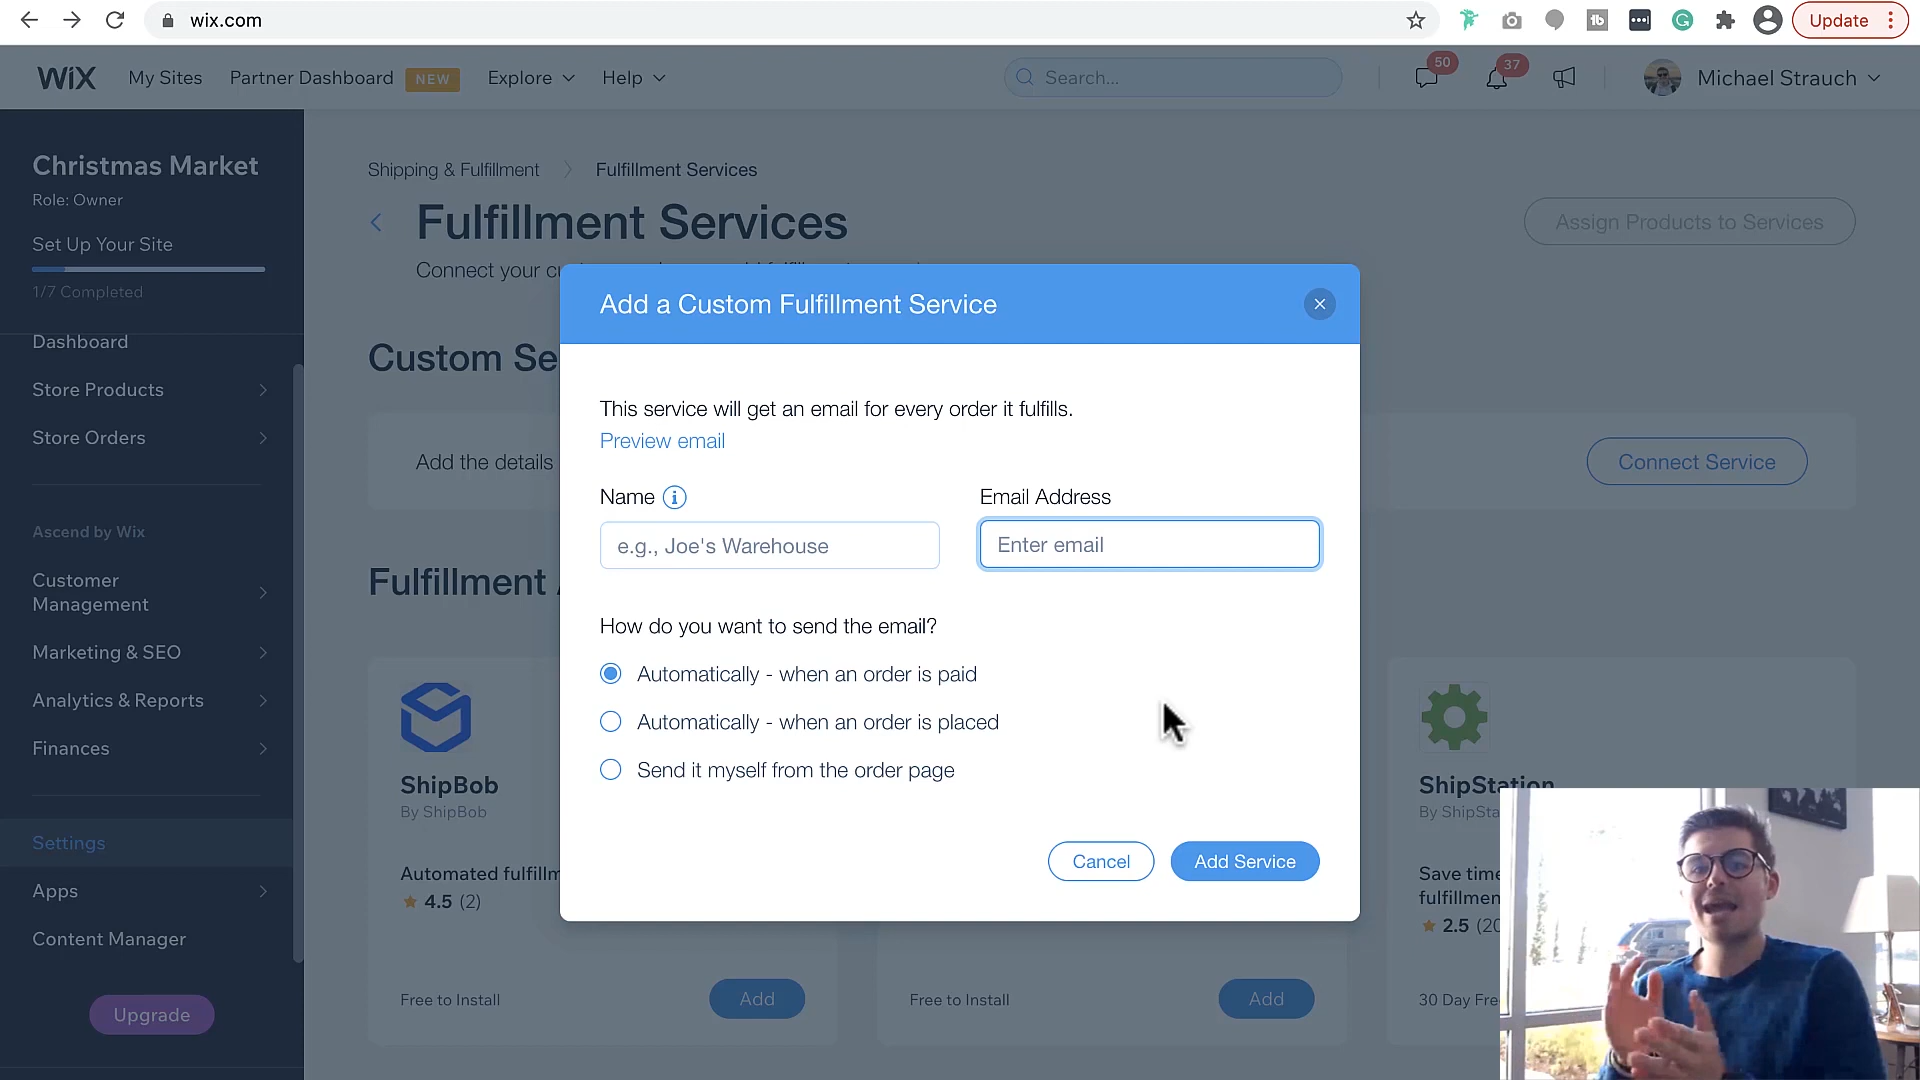 wix.com
Update
WiX
My Sites
Partner Dashboard
NEW
Explore
Help
Search...
50
37
Michael Strauch
Christmas Market
Role: Owner
Set Up Your Site
1/7 Completed
Dashboard
Store Products
Store Orders
Ascend by Wix
Customer
Management
Marketing & SEO
Analytics & Reports
Finances
Settings
Apps
Content Manager
Upgrade
Shipping & Fulfillment
Fulfillment Services
Fulfillment Services
Assign Products to Services
Connect your
Custom Se
Add the details
Connect Service
Fulfillment
ShipBob
By ShipBob
Automated fulfillm
4.5 (2)
Free to Install
Add
Free to Install
Add
ShipStation
By ShipSta
Save time
fulfillmen
2.5 (20
30 Day Fre
Add a Custom Fulfillment Service
This service will get an email for every order it fulfills.
Preview email
Name
e.g., Joe's Warehouse
Email Address
Enter email
How do you want to send the email?
Automatically - when an order is paid
Automatically - when an order is placed
Send it myself from the order page
Cancel
Add Service